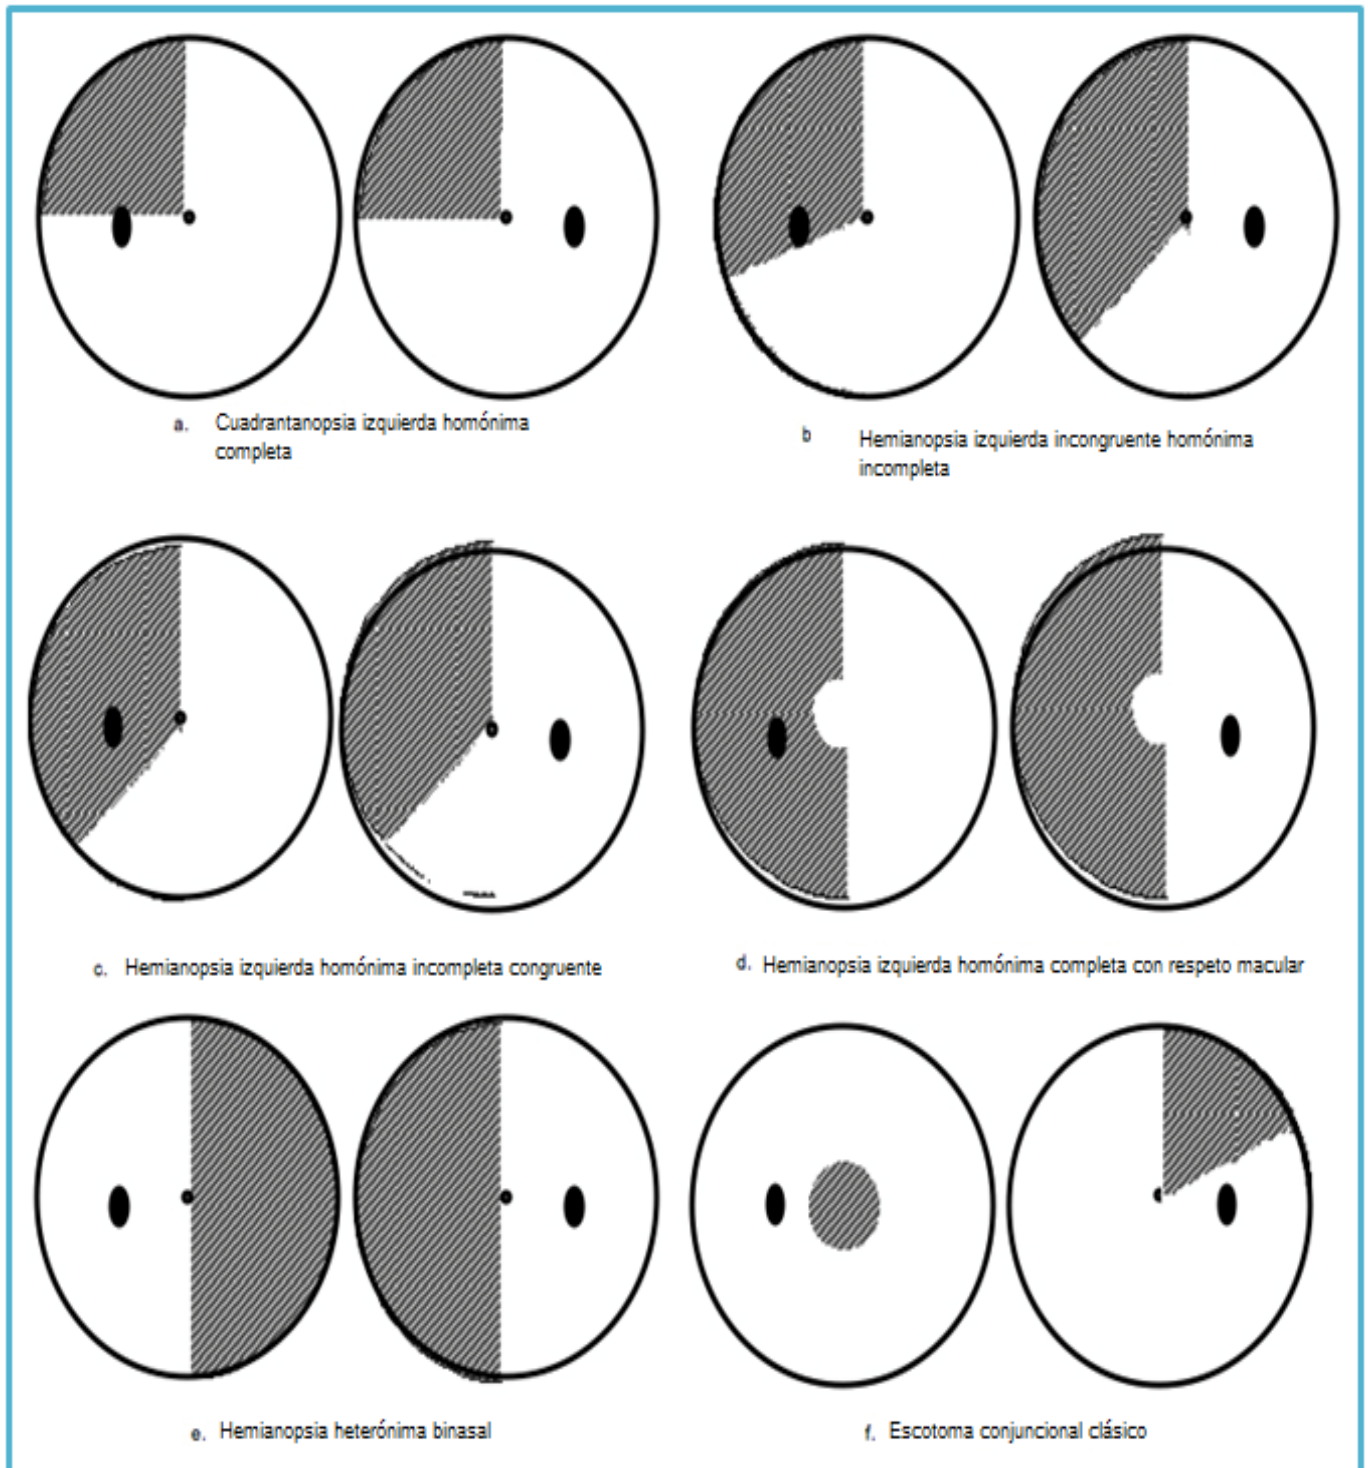 a. Cuadrantanopsia izquierda homónima
completa
b Hemianopsia izquierda incongruente homónima
incompleta
c. Hemianopsia izquierda homónima incompleta congruente
d. Hemianopsia izquierda homónima completa con respeto macular
e. Hemianopsia heterónima binasal
f. Escotoma conjuncional clásico